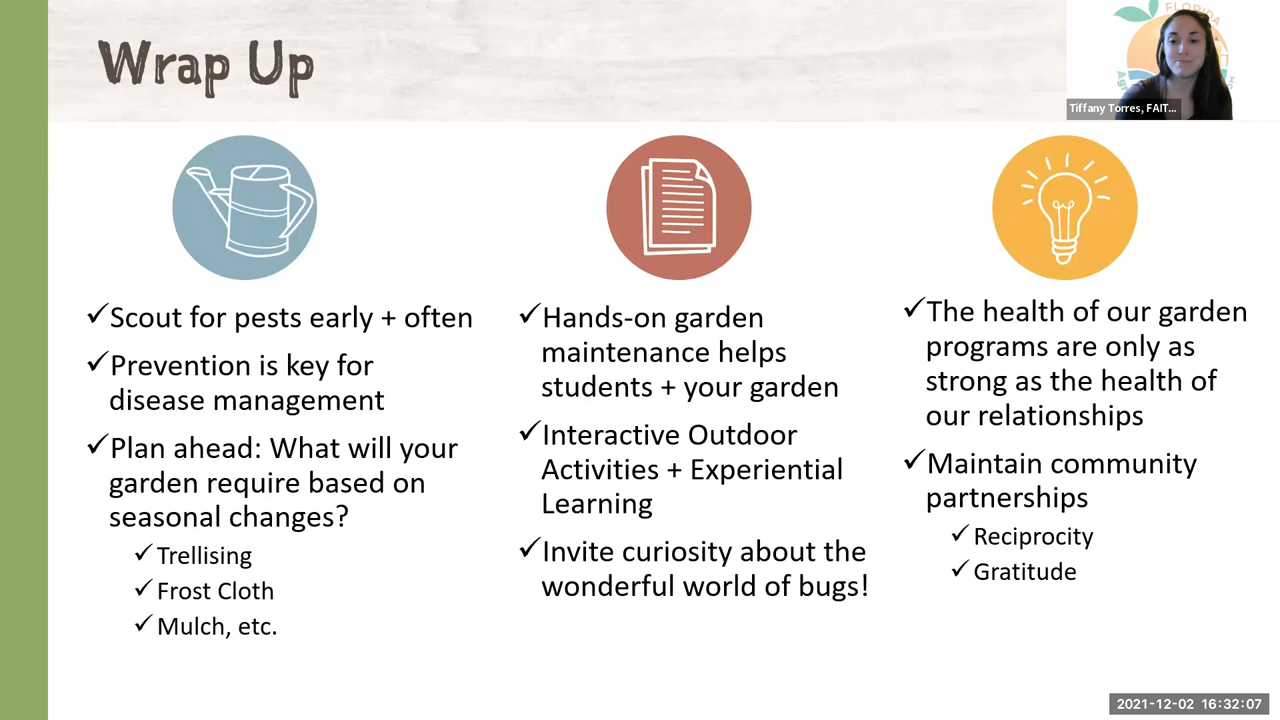 Wrap Up
FLORIDA
Tiffany Torres, FAIT...
✓Scout for pests early + often
✓Prevention is key for
disease management
✓Plan ahead: What will your
garden require based on
seasonal changes?
✓Trellising
✓Frost Cloth
✓Mulch, etc.
✓Hands-on garden
maintenance helps
students + your garden
✓Interactive Outdoor
Activities + Experiential
Learning
✓Invite curiosity about the
wonderful world of bugs!
✓The health of our garden
programs are only as
strong as the health of
our relationships
✓Maintain community
partnerships
✓Reciprocity
✓Gratitude
2021-12-02 16:32:07